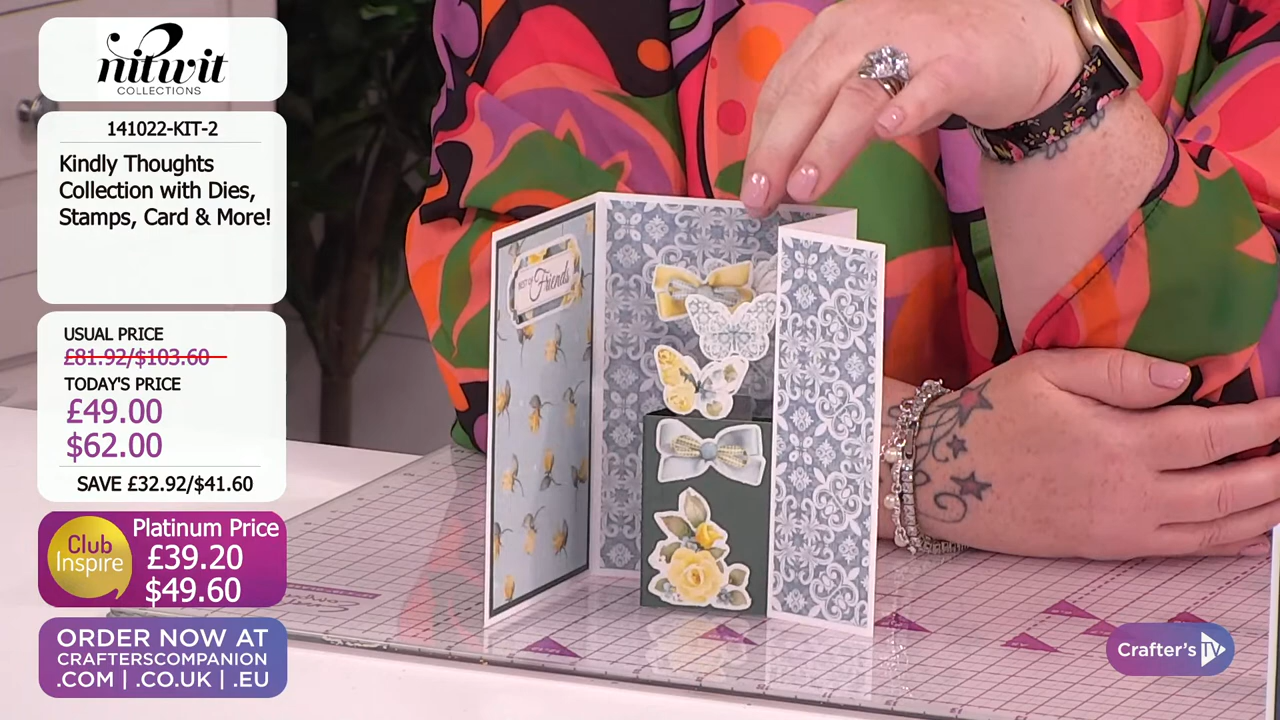 nitwit
COLLECTIONS
141022-KIT-2
Kindly Thoughts
Collection with Dies,
Stamps, Card & More!
USUAL PRICE
£81.92/$103.60
TODAY'S PRICE
£49.00
$62.00
SAVE £32.92/$41.60
Club
Inspire
Platinum Price
£39.20
$49.60
ORDER NOW AT
CRAFTERSCOMPANION
.COM | .CO.UK | .EU
BEST OF Friends
Crafter's TV